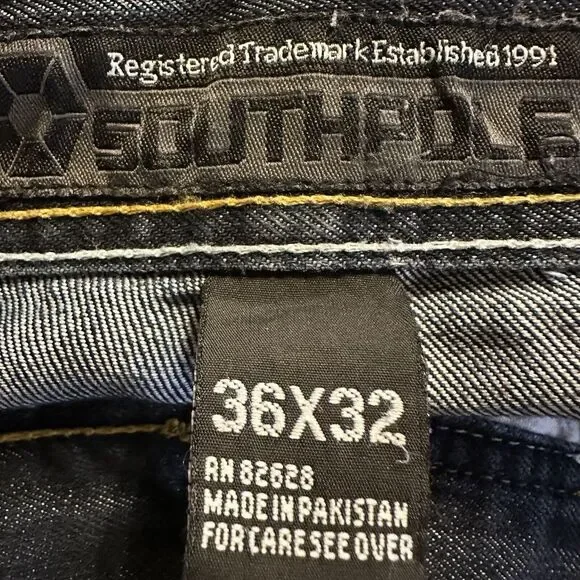 Registered Trademark Established 1991
SOUTHPOLE
36X32
RN 82628
MADE IN PAKISTAN
FOR CARE SEE OVER